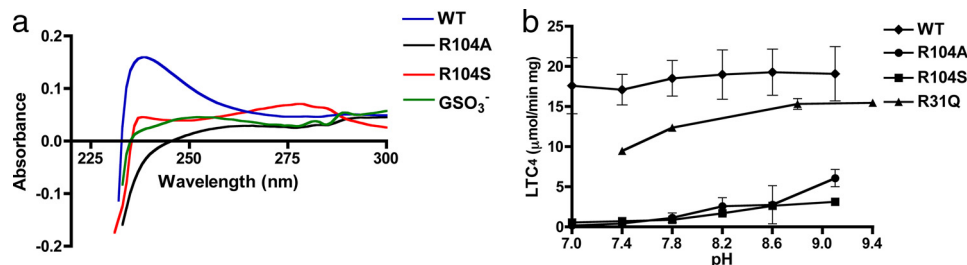 a
0.2
0.1
0.0
-0.1
-0.2
Absorbance
225
250
275
300
Wavelength (nm)
WT
R104A
R104S
GSO₃⁻
b
25
20
15
10
5
0
LTC4 (μmol/min mg)
7.0
7.4
7.8
8.2
8.6
9.0
9.4
pH
WT
R104A
R104S
R31Q